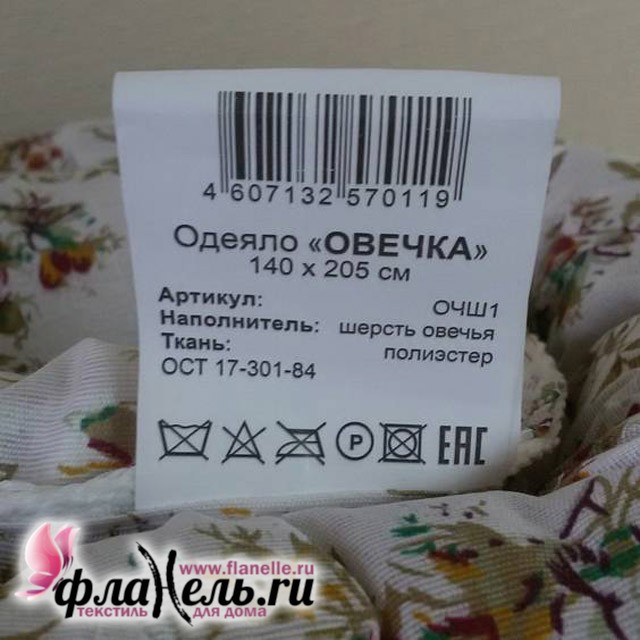 4 607132 570119
Одеяло «ОВЕЧКА»
140 х 205 см
Артикул: ОЧШ1
Наполнитель: шерсть овечья
Ткань: полиэстер
ОСТ 17-301-84
P EAC
www.flanelle.ru
фланель.ru
текстиль для дома